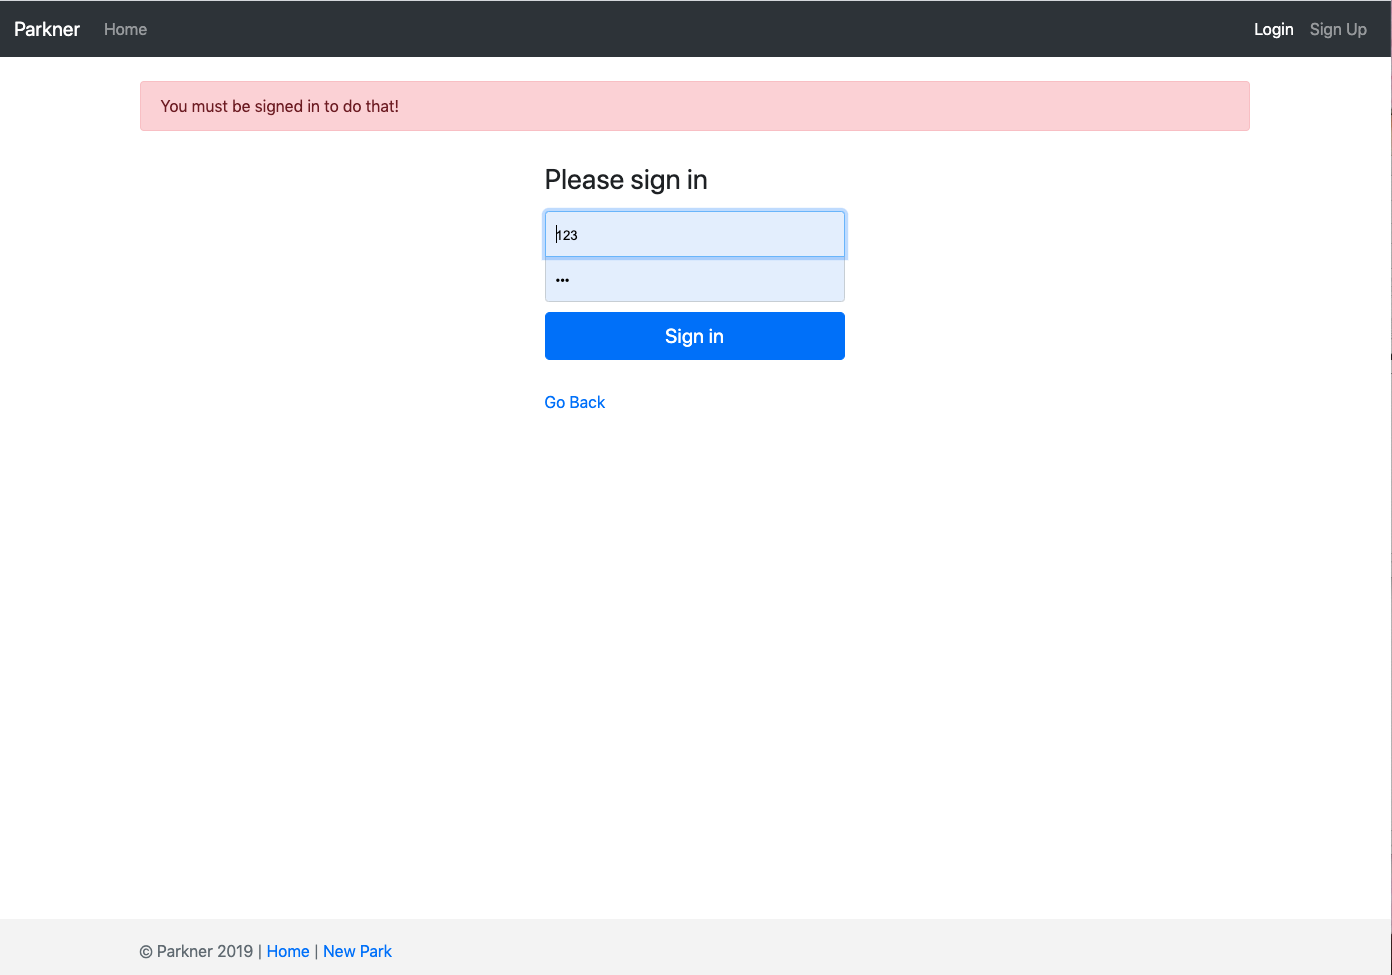 Parkner Home Login Sign Up
You must be signed in to do that!
Please sign in
123
•••
Sign in
Go Back
© Parkner 2019 | Home | New Park